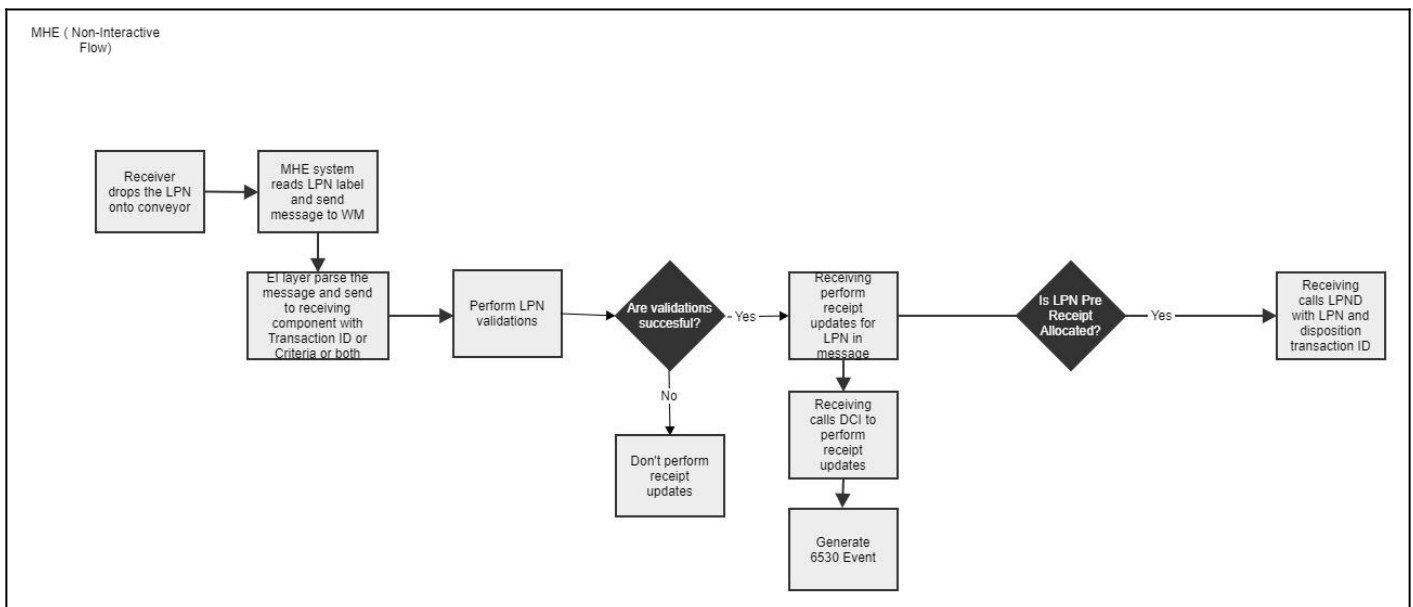 MHE ( Non-Interactive
Flow)
Receiver
drops the LPN
onto conveyor
MHE system
reads LPN label
and send
message to WM
EI layer parse the
message and send
to receiving
component with
Transaction ID or
Criteria or both
Perform LPN
validations
Are validations
succesful?
Yes
No
Don't perform
receipt
updates
Receiving
perform
receipt
updates for
LPN in
message
Receiving
calls DCI to
perform
receipt
updates
Generate
6530 Event
Is LPN Pre
Receipt
Allocated?
Yes
Receiving
calls LPND
with LPN and
disposition
transaction ID